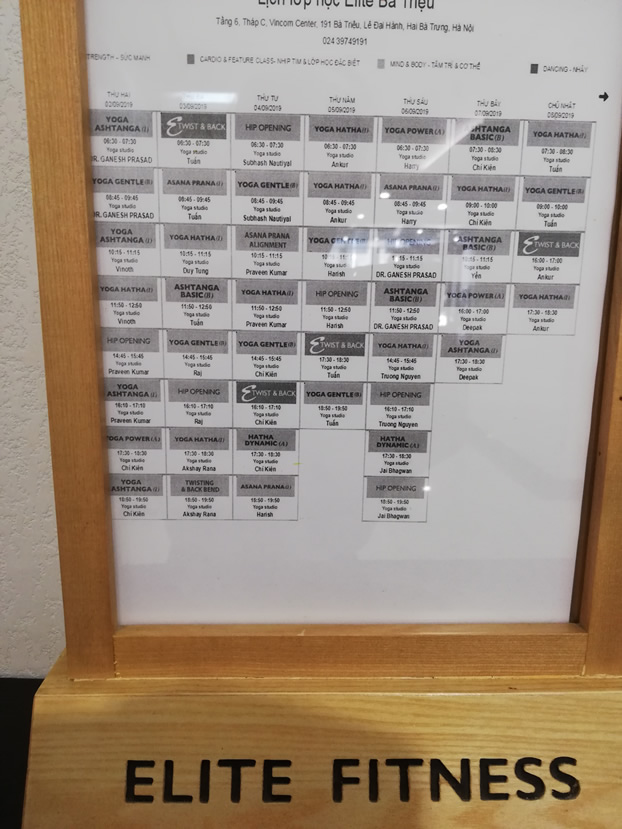 Lịch lớp học Elite Bà Triệu
Tầng 6, Tháp C, Vincom Center, 191 Bà Triệu, Lê Đại Hành, Hai Bà Trưng, Hà Nội
024 39749191
STRENGTH - SỨC MẠNH CARDIO & FEATURE CLASS- NHỊP TIM & LỚP HỌC ĐẶC BIỆT MIND & BODY - TÂM TRÍ & CƠ THỂ DANCING - NHẢY
THỨ HAI THỨ TƯ THỨ NĂM THỨ SÁU THỨ BẢY CHỦ NHẬT
02/09/2019 03/09/2019 04/09/2019 05/09/2019 06/09/2019 07/09/2019 08/09/2019
YOGA ASHTANGA (I) TWIST & BACK HIP OPENING YOGA HATHA(I) YOGA POWER(A) ASHTANGA BASIC(B) YOGA HATHA(I)
06:30 - 07:30 06:30 - 07:30 06:30 - 07:30 06:30 - 07:30 06:30 - 07:30 06:30 - 07:30 07:30 - 08:30
Yoga studio Yoga studio Yoga studio Yoga studio Yoga studio Yoga studio Yoga studio
DR. GANESH PRASAD Tuấn Subhash Nautiyal Ankur Harry Chí Kiên Tuấn
YOGA GENTLE(B) ASANA PRANA(I) YOGA GENTLE(B) YOGA HATHA(I) ASANA PRANA(I) YOGA HATHA(I) YOGA GENTLE(B)
08:45 - 09:45 08:45 - 09:45 08:45 - 09:45 08:45 - 09:45 08:45 - 09:45 09:00 - 10:00 09:00 - 10:00
Yoga studio Yoga studio Yoga studio Yoga studio Yoga studio Yoga studio Yoga studio
DR. GANESH PRASAD Tuấn Subhash Nautiyal Ankur Harry Chí Kiên Tuấn
YOGA ASHTANGA (I) YOGA HATHA(I) ASANA PRANA ALIGNMENT YOGA GENTLE HIP OPENING ASHTANGA BASIC(B) TWIST & BACK
10:15 - 11:15 10:15 - 11:15 10:15 - 11:15 10:15 - 11:15 10:15 - 11:15 10:15 - 11:15 16:00 - 17:00
Yoga studio Yoga studio Yoga studio Yoga studio Yoga studio Yoga studio Yoga studio
Vinoth Duy Tung Praveen Kumar Harish DR. GANESH PRASAD Yên Ankur
YOGA HATHA(I) ASHTANGA BASIC(B) YOGA HATHA(I) HIP OPENING ASHTANGA BASIC(B) YOGA POWER(A) YOGA HATHA(I)
11:50 - 12:50 11:50 - 12:50 11:50 - 12:50 11:50 - 12:50 11:50 - 12:50 16:00 - 17:00 17:30 - 18:30
Yoga studio Yoga studio Yoga studio Yoga studio Yoga studio Yoga studio Yoga studio
Vinoth Tuấn Praveen Kumar Harish DR. GANESH PRASAD Deepak Ankur
HIP OPENING YOGA GENTLE(B) YOGA GENTLE(B) TWIST & BACK YOGA HATHA(I) YOGA ASHTANGA(I)
14:45 - 15:45 14:45 - 15:45 14:45 - 15:45 17:30 - 18:30 14:45 - 15:45 17:30 - 18:30
Yoga studio Yoga studio Yoga studio Yoga studio Yoga studio Yoga studio
Praveen Kumar Raj Chí Kiên Tuấn Truong Nguyen Deepak
YOGA ASHTANGA(I) HIP OPENING TWIST & BACK YOGA GENTLE(B) HIP OPENING
16:10 - 17:10 16:10 - 17:10 16:10 - 17:10 18:50 - 19:50 16:10 - 17:10
Yoga studio Yoga studio Yoga studio Yoga studio Yoga studio
Praveen Kumar Raj Chí Kiên Tuấn Truong Nguyen
YOGA POWER(A) YOGA HATHA(I) HATHA DYNAMIC(A) HATHA DYNAMIC(A)
17:30 - 18:30 17:30 - 18:30 17:30 - 18:30 17:30 - 18:30
Yoga studio Yoga studio Yoga studio Yoga studio
Chí Kiên Akshay Rana Chí Kiên Jai Bhagwan
YOGA ASHTANGA(I) TWISTING & BACK BEND ASANA PRANA(I) HIP OPENING
18:50 - 19:50 18:50 - 19:50 18:50 - 19:50 18:50 - 19:50
Yoga studio Yoga studio Yoga studio Yoga studio
Chí Kiên Akshay Rana Harish Jai Bhagwan
ELITE FITNESS